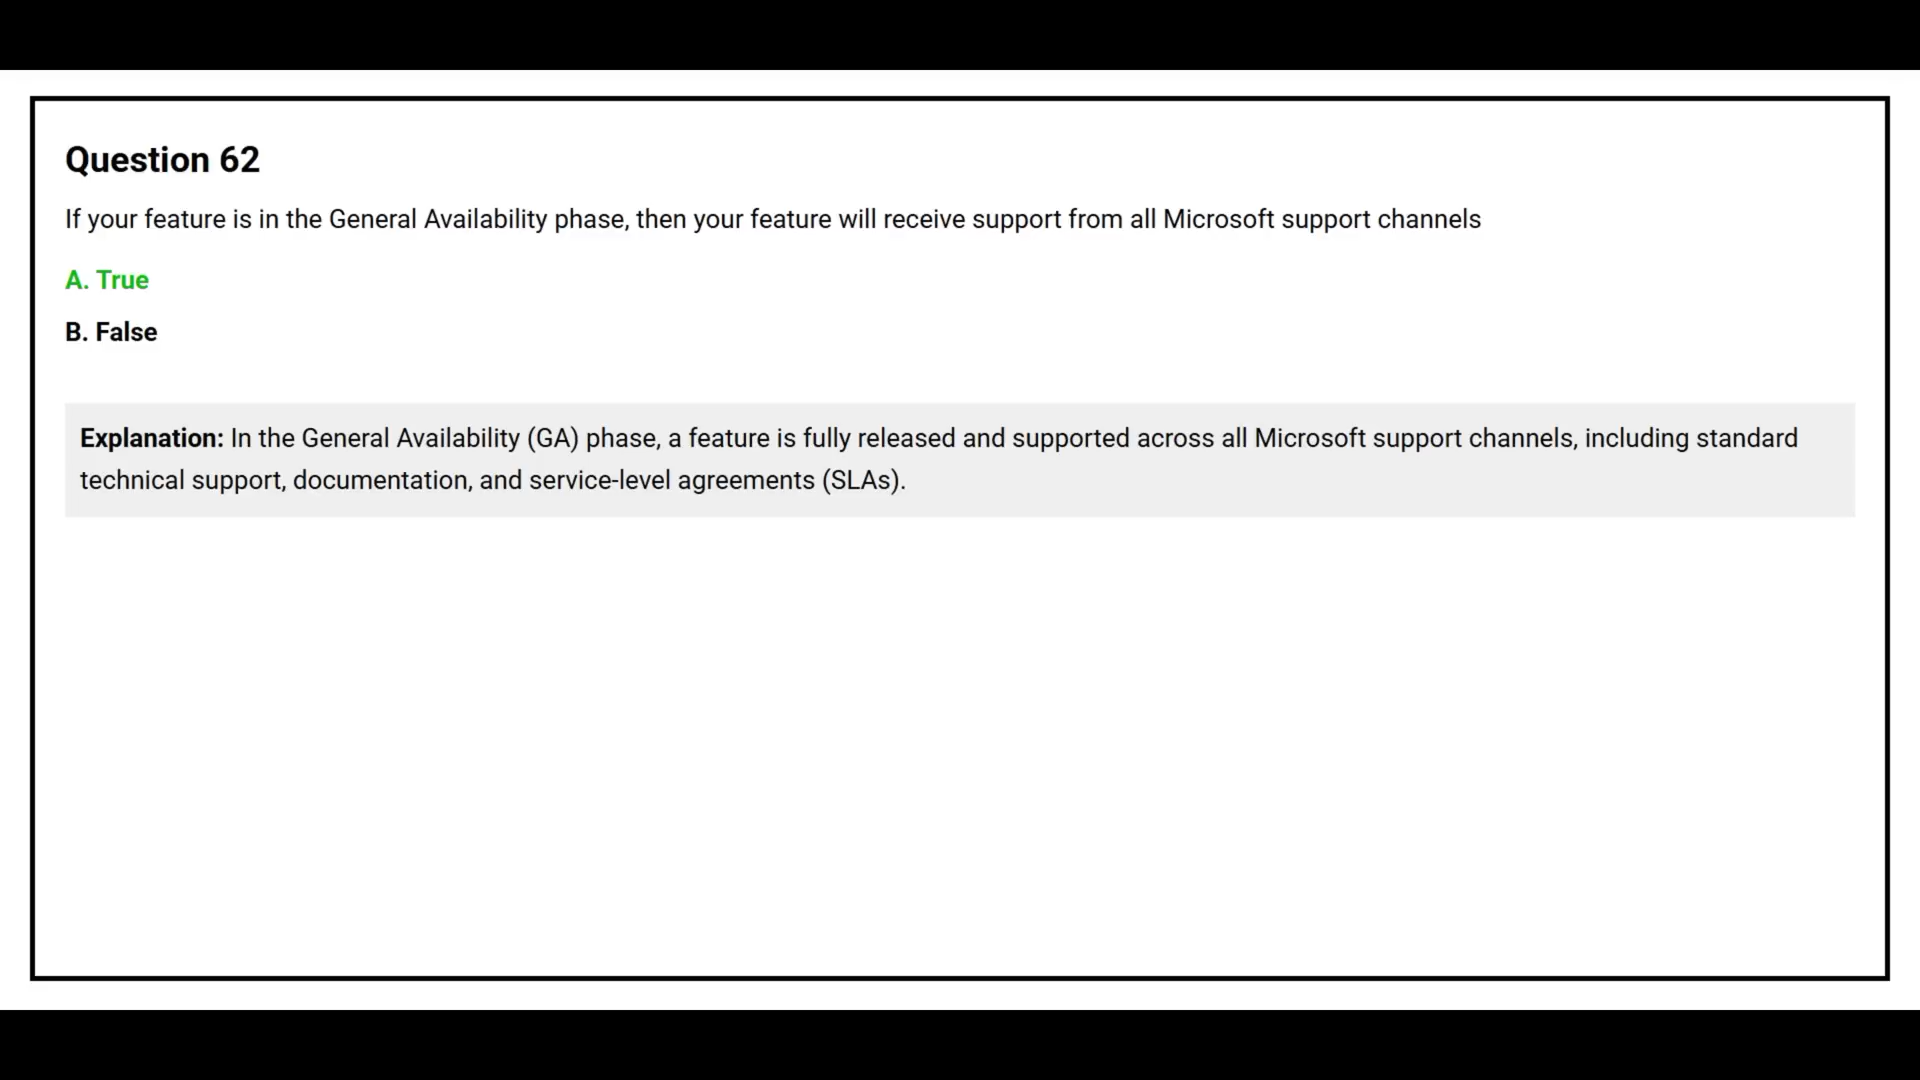 Question 62
If your feature is in the General Availability phase, then your feature will receive support from all Microsoft support channels
A. True
B. False
Explanation: In the General Availability (GA) phase, a feature is fully released and supported across all Microsoft support channels, including standard
technical support, documentation, and service-level agreements (SLAs).